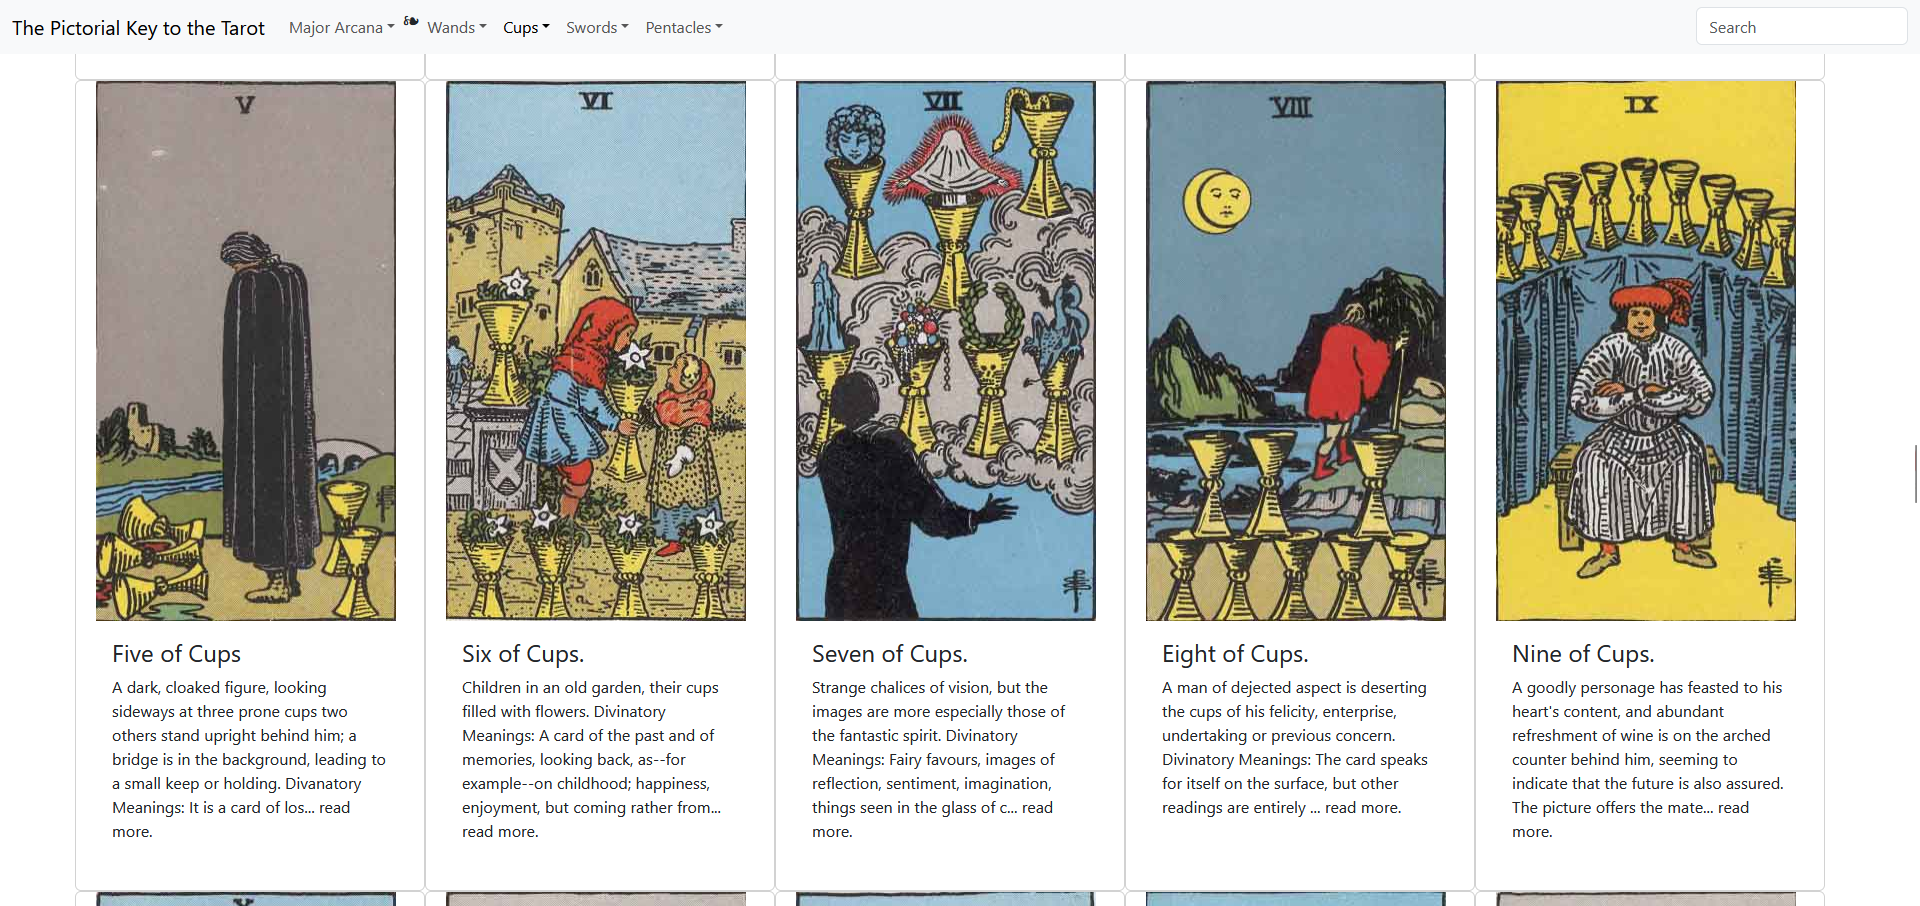 The Pictorial Key to the Tarot
Major Arcana
Wands
Cups
Swords
Pentacles
Search
V
VI
VII
VIII
IX
Five of Cups
A dark, cloaked figure, looking
sideways at three prone cups two
others stand upright behind him; a
bridge is in the background, leading to
a small keep or holding. Divanatory
Meanings: It is a card of los... read
more.
Six of Cups.
Children in an old garden, their cups
filled with flowers. Divinatory
Meanings: A card of the past and of
memories, looking back, as--for
example--on childhood; happiness,
enjoyment, but coming rather from...
read more.
Seven of Cups.
Strange chalices of vision, but the
images are more especially those of
the fantastic spirit. Divinatory
Meanings: Fairy favours, images of
reflection, sentiment, imagination,
things seen in the glass of c... read
more.
Eight of Cups.
A man of dejected aspect is deserting
the cups of his felicity, enterprise,
undertaking or previous concern.
Divinatory Meanings: The card speaks
for itself on the surface, but other
readings are entirely ... read more.
Nine of Cups.
A goodly personage has feasted to his
heart's content, and abundant
refreshment of wine is on the arched
counter behind him, seeming to
indicate that the future is also assured.
The picture offers the mate... read
more.